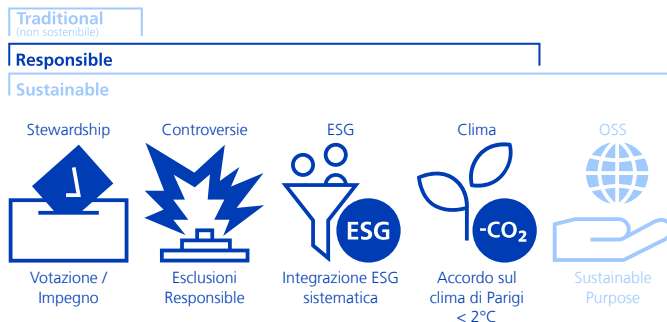 Traditional
(non sostenibile)
Responsible
Sustainable
Stewardship
Controversie
ESG
Clima
OSS
ESG
-CO₂
Votazione /
Impegno
Esclusioni
Responsible
Integrazione ESG
sistematica
Accordo sul
clima di Parigi
< 2°C
Sustainable
Purpose